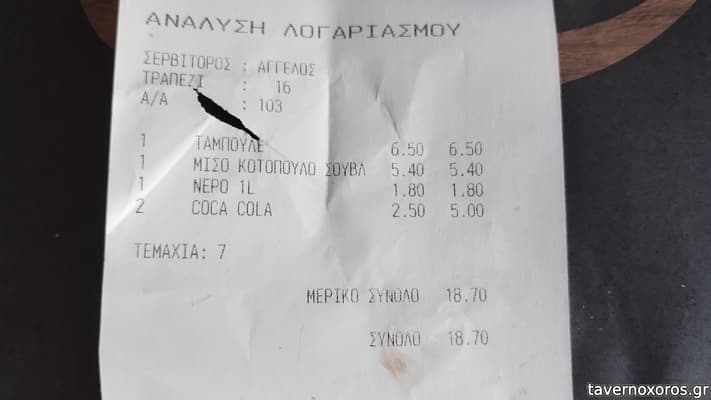 ΑΝΑΛΥΣΗ ΛΟΓΑΡΙΑΣΜΟΥ
ΣΕΡΒΙΤΟΡΟΣ : ΑΓΓΕΛΟΣ
ΤΡΑΠΕΖΙ : 16
Α/Α : 103
1 ΤΑΜΠΟΥΛΕ 6.50 6.50
1 ΜΙΣΟ ΚΟΤΟΠΟΥΛΟ ΣΟΥΒΛ 5.40 5.40
1 ΝΕΡΟ 1L 1.80 1.80
2 COCA COLA 2.50 5.00
ΤΕΜΑΧΙΑ: 7
ΜΕΡΙΚΟ ΣΥΝΟΛΟ 18.70
ΣΥΝΟΛΟ 18.70
tavernoxoros.gr